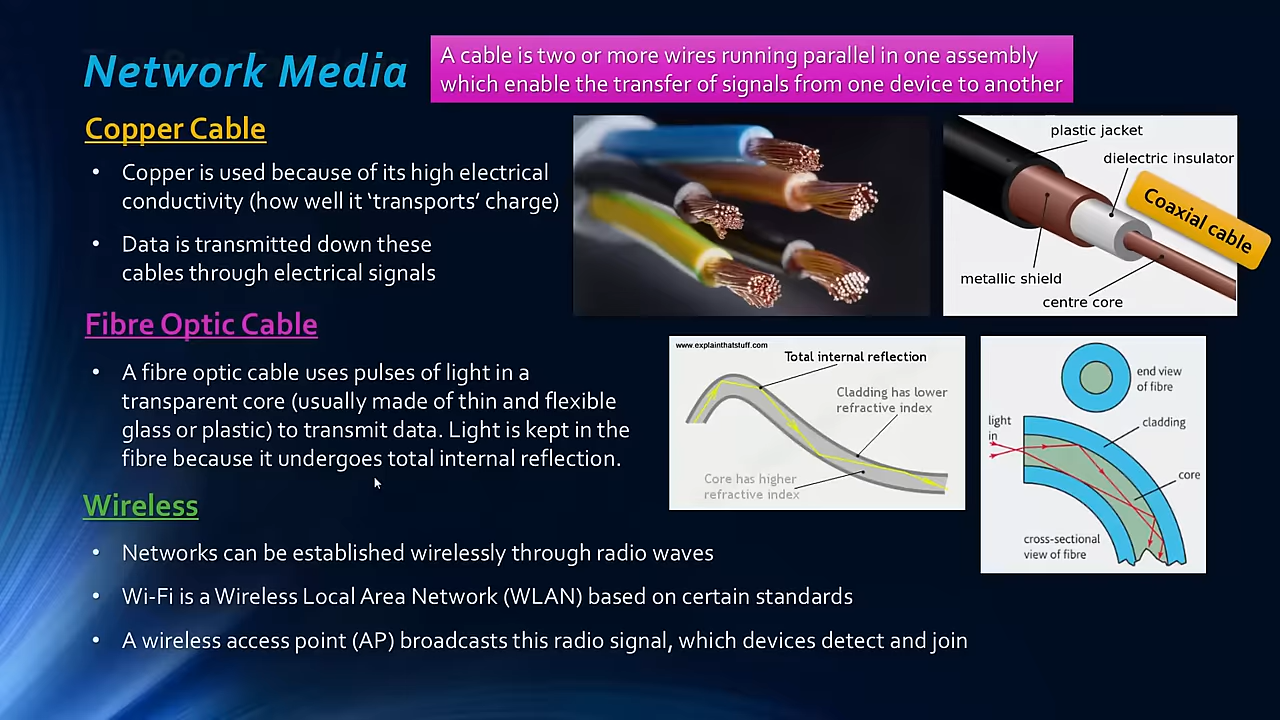 Network Media
A cable is two or more wires running parallel in one assembly
which enable the transfer of signals from one device to another
Copper Cable
• Copper is used because of its high electrical
conductivity (how well it ‘transports’ charge)
• Data is transmitted down these
cables through electrical signals
plastic jacket
dielectric insulator
Coaxial cable
metallic shield
centre core
Fibre Optic Cable
• A fibre optic cable uses pulses of light in a
transparent core (usually made of thin and flexible
glass or plastic) to transmit data. Light is kept in the
fibre because it undergoes total internal reflection.
www.explainthatstuff.com
Total internal reflection
Cladding has lower
refractive index
Core has higher
refractive index
end view
of fibre
light
in
cladding
core
cross-sectional
view of fibre
Wireless
• Networks can be established wirelessly through radio waves
• Wi-Fi is a Wireless Local Area Network (WLAN) based on certain standards
• A wireless access point (AP) broadcasts this radio signal, which devices detect and join